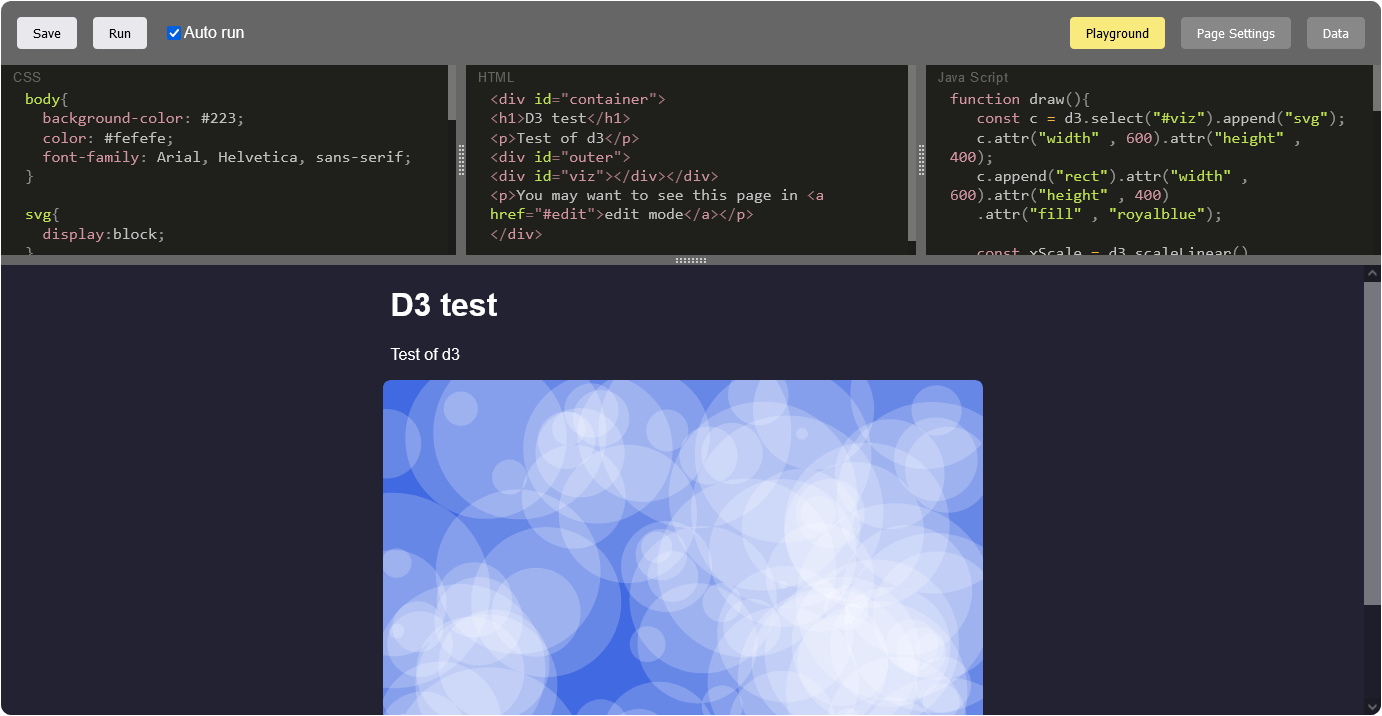 Save Run Auto run Playground Page Settings Data
CSS
body{
background-color: #223;
color: #fefefe;
font-family: Arial, Helvetica, sans-serif;
}
svg{
display:block;
}
HTML
<div id="container">
<h1>D3 test</h1>
<p>Test of d3</p>
<div id="outer">
<div id="viz"></div></div>
<p>You may want to see this page in <a
href="#edit">edit mode</a></p>
</div>
Java Script
function draw(){
const c = d3.select("#viz").append("svg");
c.attr("width" , 600).attr("height" ,
400);
c.append("rect").attr("width" ,
600).attr("height" , 400)
.attr("fill" , "royalblue");
const xScale = d3.scaleLinear()
D3 test
Test of d3